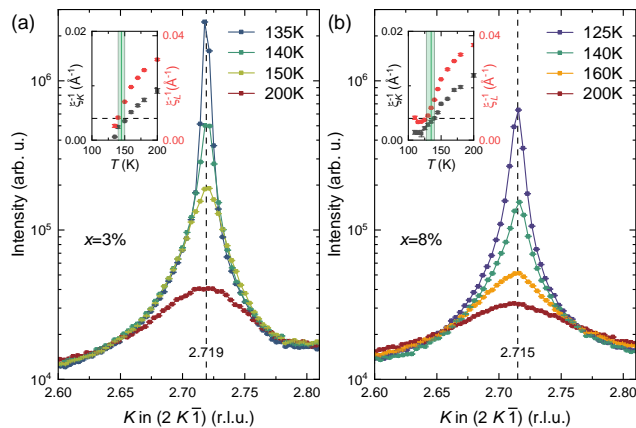 (a)
135K
140K
150K
200K
0.02
0.04
ξ_K^-1 (Å^-1)
ξ_L^-1 (Å^-1)
0.00
0.00
100
150
200
T (K)
10^6
10^5
10^4
Intensity (arb. u.)
x=3%
2.719
2.60
2.65
2.70
2.75
2.80
K in (2 K 1̅) (r.l.u.)
(b)
125K
140K
160K
200K
0.02
0.04
ξ_K^-1 (Å^-1)
ξ_L^-1 (Å^-1)
0.00
0.00
100
150
200
T (K)
10^6
10^5
10^4
Intensity (arb. u.)
x=8%
2.715
2.60
2.65
2.70
2.75
2.80
K in (2 K 1̅) (r.l.u.)